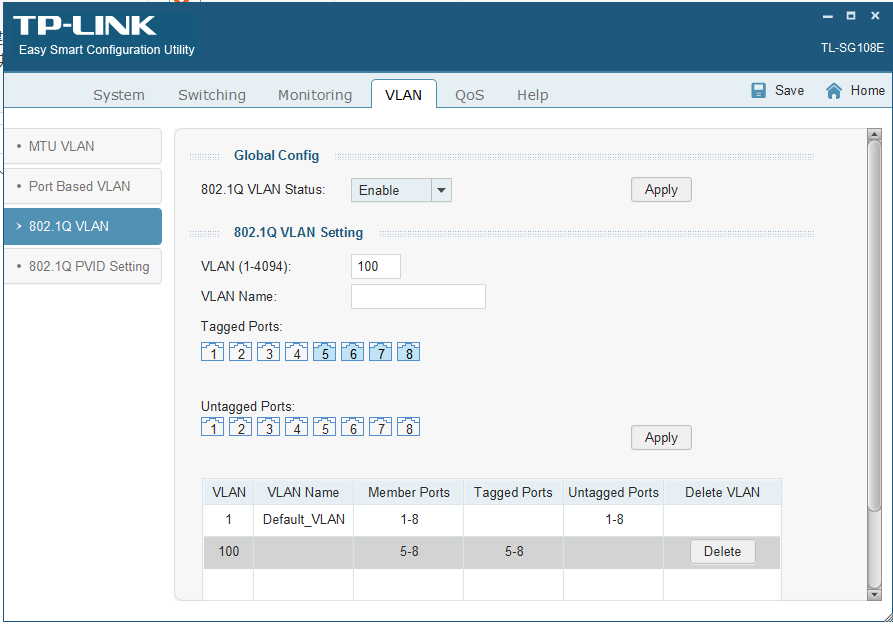 TP-LINK
Easy Smart Configuration Utility
TL-SG108E
System Switching Monitoring VLAN QoS Help Save Home
• MTU VLAN
• Port Based VLAN
> 802.1Q VLAN
• 802.1Q PVID Setting
Global Config
802.1Q VLAN Status: Enable Apply
802.1Q VLAN Setting
VLAN (1-4094): 100
VLAN Name:
Tagged Ports:
1 2 3 4 5 6 7 8
Untagged Ports:
1 2 3 4 5 6 7 8
Apply
VLAN VLAN Name Member Ports Tagged Ports Untagged Ports Delete VLAN
1 Default_VLAN 1-8 1-8
100 5-8 5-8 Delete